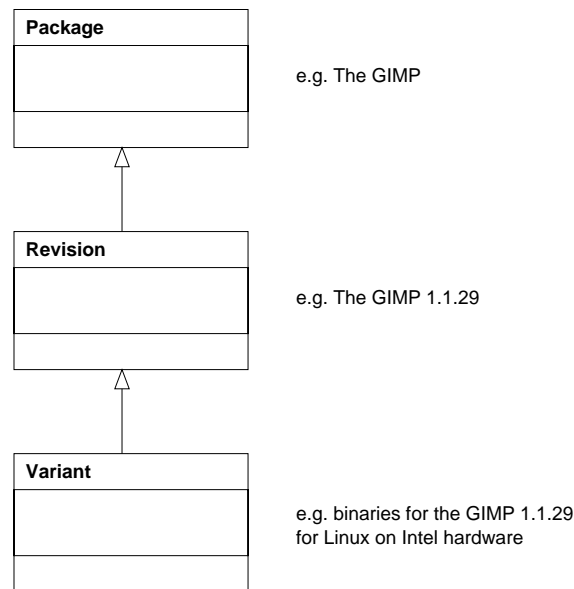 Package
e.g. The GIMP
Revision
e.g. The GIMP 1.1.29
Variant
e.g. binaries for the GIMP 1.1.29
for Linux on Intel hardware